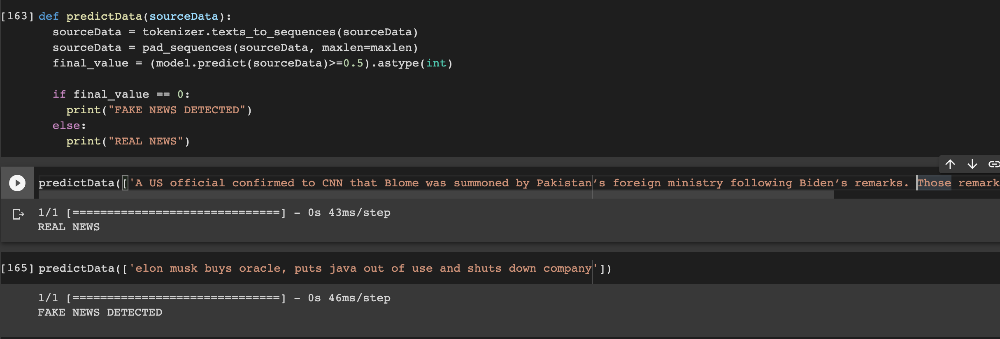 [163] def predictData(sourceData):
  sourceData = tokenizer.texts_to_sequences(sourceData)
  sourceData = pad_sequences(sourceData, maxlen=maxlen)
  final_value = (model.predict(sourceData)>=0.5).astype(int)
  if final_value == 0:
    print("FAKE NEWS DETECTED")
  else:
    print("REAL NEWS")
predictData(['A US official confirmed to CNN that Blome was summoned by Pakistan’s foreign ministry following Biden’s remarks. Those remark
1/1 [==============================] - 0s 43ms/step
REAL NEWS
[165] predictData(['elon musk buys oracle, puts java out of use and shuts down company'])
1/1 [==============================] - 0s 46ms/step
FAKE NEWS DETECTED